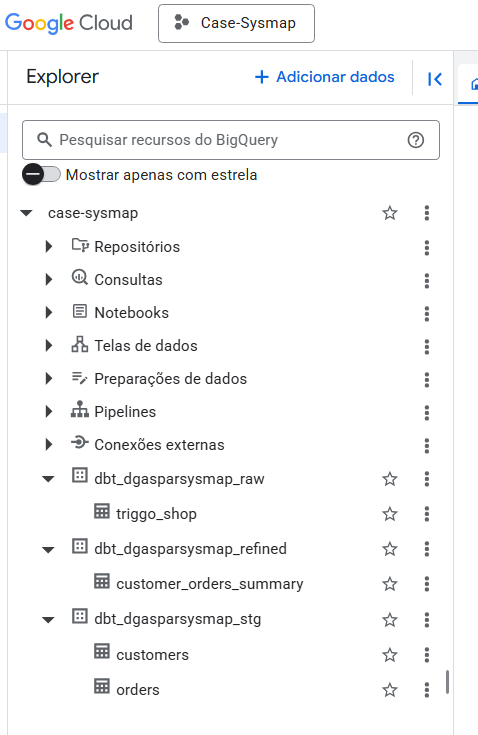 Google Cloud
Case-Sysmap
Explorer
+ Adicionar dados
Pesquisar recursos do BigQuery
Mostrar apenas com estrela
case-sysmap
Repositórios
Consultas
Notebooks
Telas de dados
Preparações de dados
Pipelines
Conexões externas
dbt_dgasparsysmap_raw
triggo_shop
dbt_dgasparsysmap_refined
customer_orders_summary
dbt_dgasparsysmap_stg
customers
orders